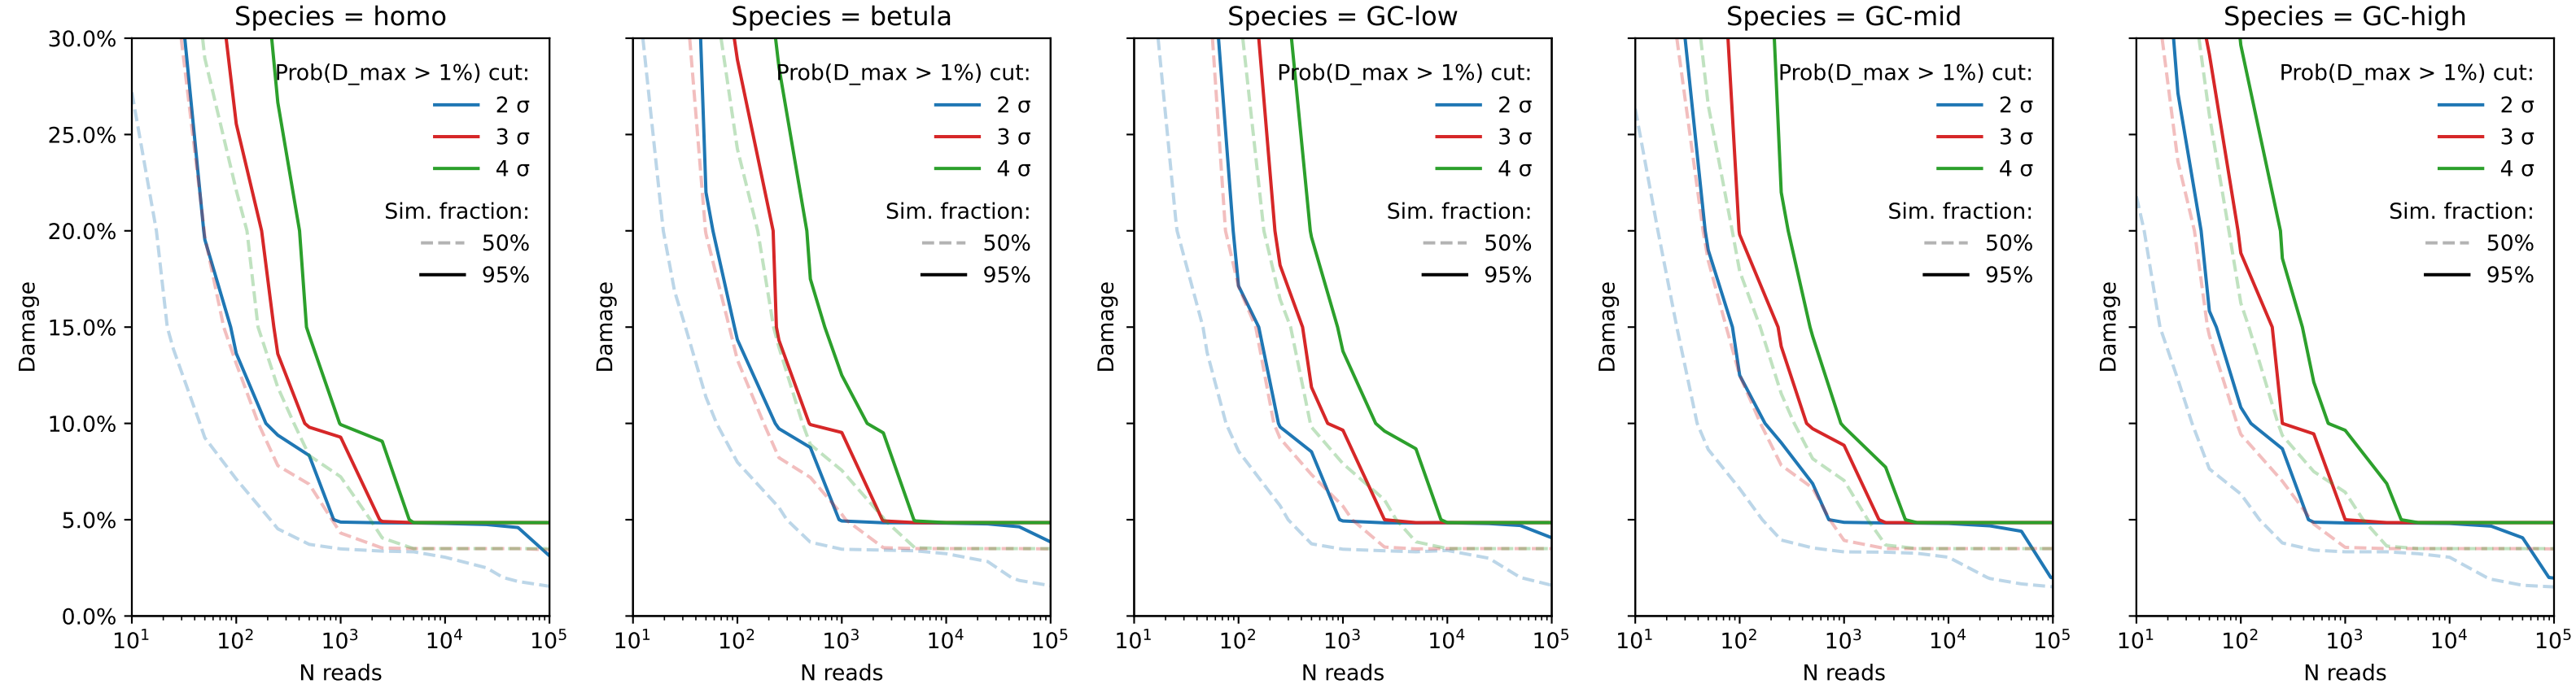 Species = homo
30.0%
25.0%
20.0%
15.0%
10.0%
5.0%
0.0%
Damage
10¹ 10² 10³ 10⁴ 10⁵
N reads
Prob(D_max > 1%) cut:
2 σ
3 σ
4 σ
Sim. fraction:
50%
95%
Species = betula
Damage
10¹ 10² 10³ 10⁴ 10⁵
N reads
Prob(D_max > 1%) cut:
2 σ
3 σ
4 σ
Sim. fraction:
50%
95%
Species = GC-low
Damage
10¹ 10² 10³ 10⁴ 10⁵
N reads
Prob(D_max > 1%) cut:
2 σ
3 σ
4 σ
Sim. fraction:
50%
95%
Species = GC-mid
Damage
10¹ 10² 10³ 10⁴ 10⁵
N reads
Prob(D_max > 1%) cut:
2 σ
3 σ
4 σ
Sim. fraction:
50%
95%
Species = GC-high
Damage
10¹ 10² 10³ 10⁴ 10⁵
N reads
Prob(D_max > 1%) cut:
2 σ
3 σ
4 σ
Sim. fraction:
50%
95%